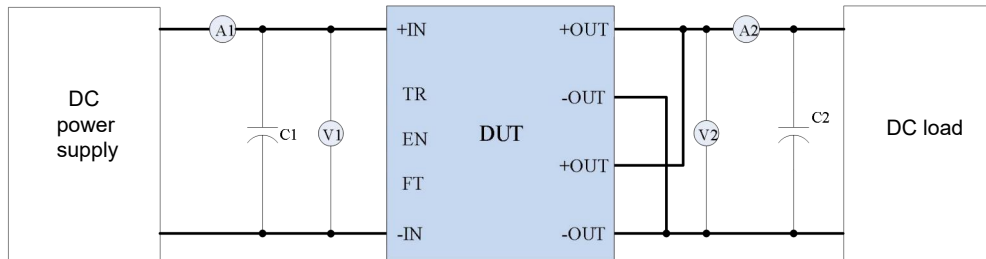 DC
power
supply
A1
C1
V1
+IN
TR
EN
FT
-IN
DUT
+OUT
-OUT
+OUT
-OUT
V2
A2
C2
DC load